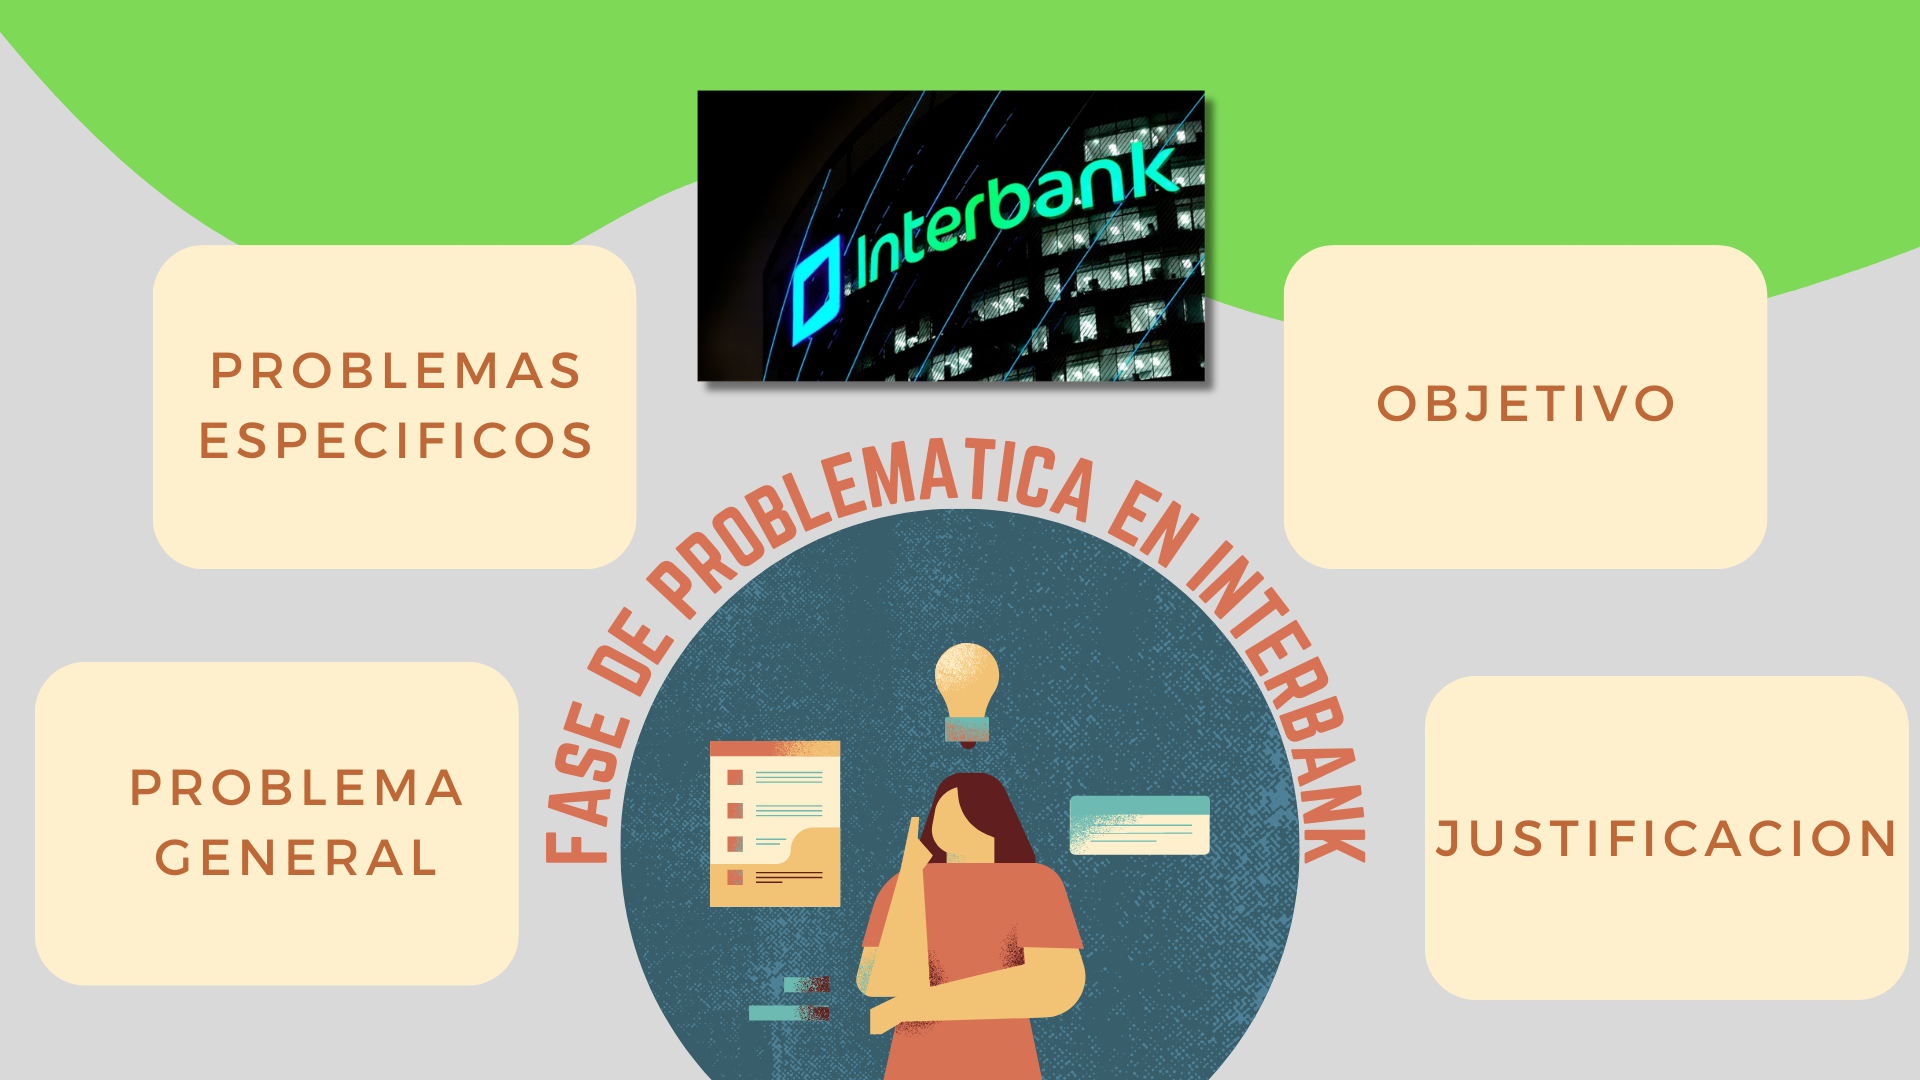 Interbank
PROBLEMAS
ESPECIFICOS
OBJETIVO
FASE DE PROBLEMATICA EN INTERBANK
PROBLEMA
GENERAL
JUSTIFICACION